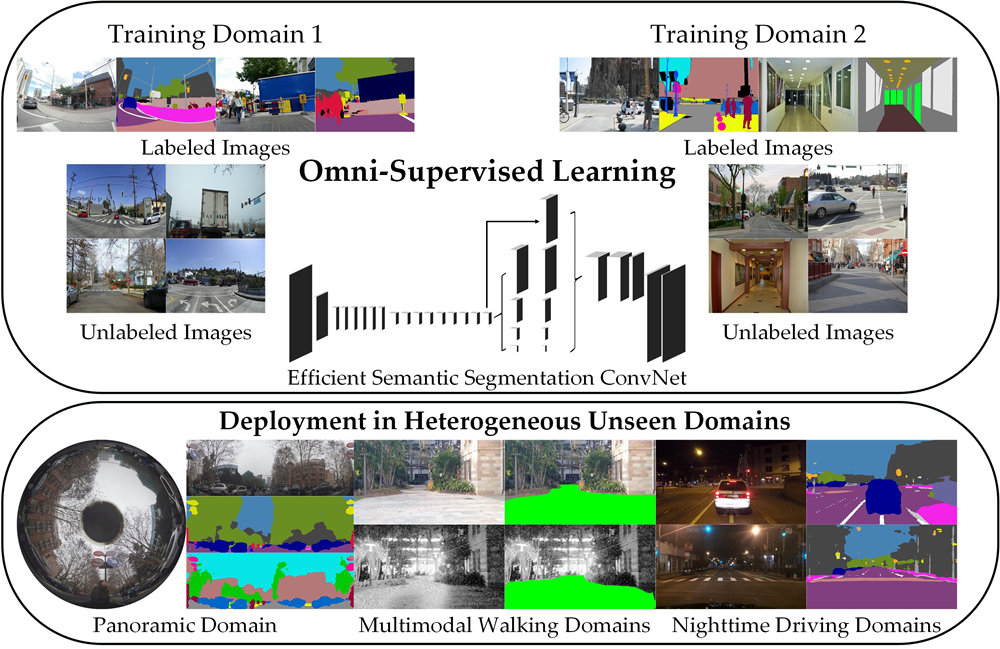 Training Domain 1
Training Domain 2
Labeled Images
Labeled Images
Omni-Supervised Learning
Unlabeled Images
Unlabeled Images
Efficient Semantic Segmentation ConvNet
Deployment in Heterogeneous Unseen Domains
Panoramic Domain
Multimodal Walking Domains
Nighttime Driving Domains